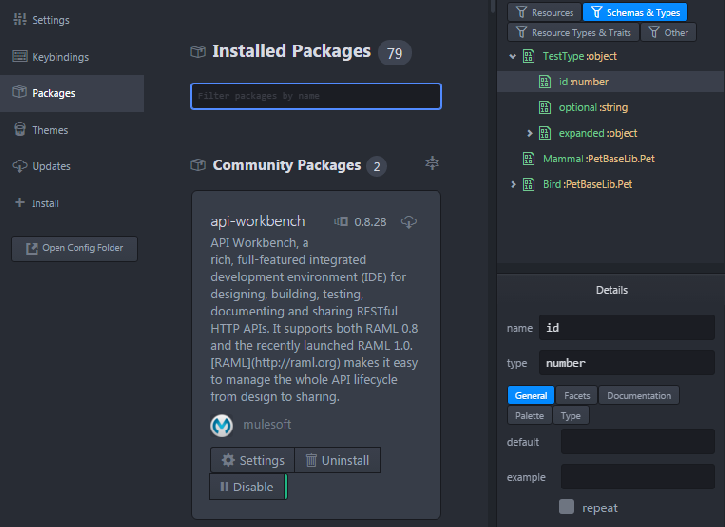 Settings
Keybindings
Packages
Themes
Updates
Install
Open Config Folder
Installed Packages 79
Filter packages by name
Community Packages 2
api-workbench 0.8.28
API Workbench, a
rich, full-featured integrated
development environment (IDE) for
designing, building, testing,
documenting and sharing RESTful
HTTP APIs. It supports both RAML 0.8
and the recently launched RAML 1.0.
[RAML](http://raml.org) makes it easy
to manage the whole API lifecycle
from design to sharing.
mulesoft
Settings Uninstall
Disable
Resources Schemas & Types
Resource Types & Traits Other
TestType :object
id :number
optional :string
expanded :object
Mammal :PetBaseLib.Pet
Bird :PetBaseLib.Pet
Details
name id
type number
General Facets Documentation
Palette Type
default
example
repeat